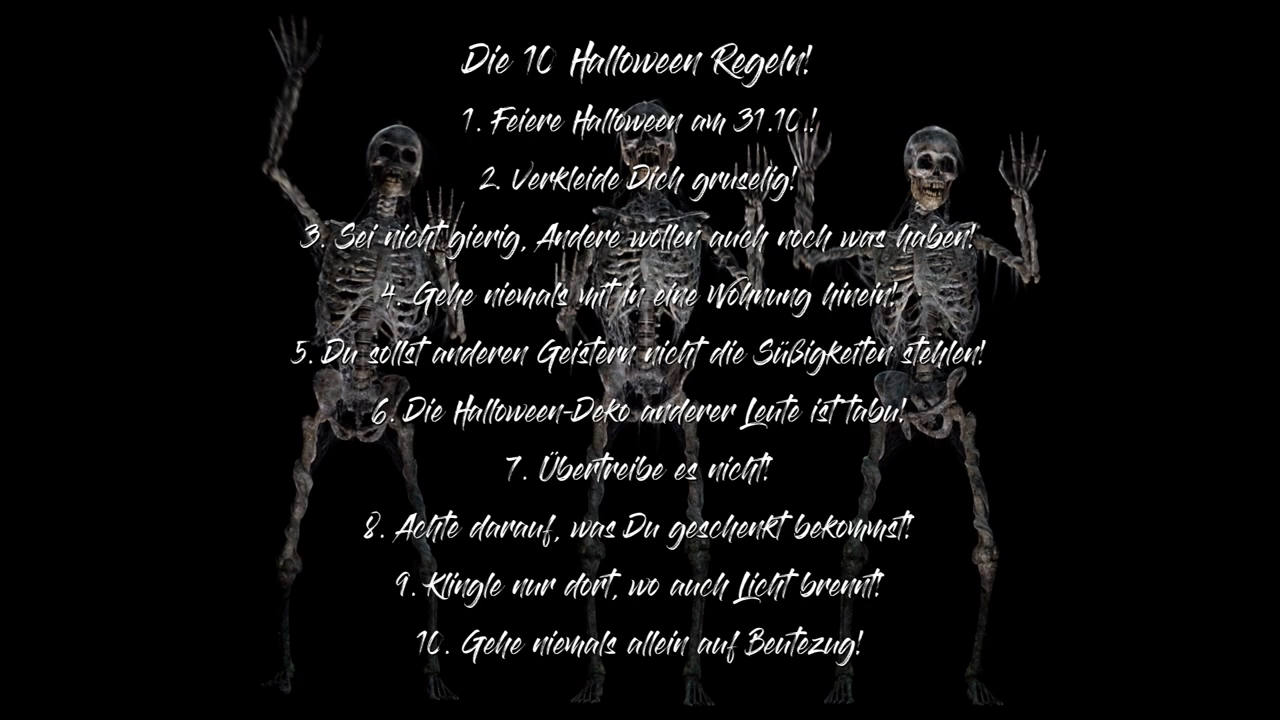 Die 10 Halloween Regeln!
1. Feiere Halloween am 31.10.!
2. Verkleide Dich gruselig!
3. Sei nicht gierig, Andere wollen auch noch was haben!
4. Gehe niemals mit in eine Wohnung hinein!
5. Du sollst anderen Geistern nicht die Süßigkeiten stehlen!
6. Die Halloween-Deko anderer Leute ist tabu!
7. Übertreibe es nicht!
8. Achte darauf, was Du geschenkt bekommst!
9. Klingle nur dort, wo auch Licht brennt!
10. Gehe niemals allein auf Beutezug!